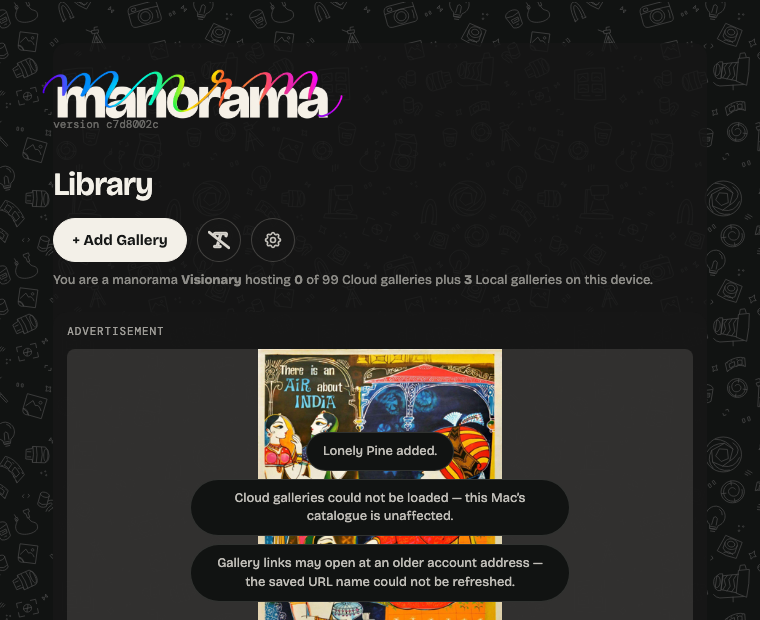 manorama
version c7d8002c
Library
+ Add Gallery
You are a manorama Visionary hosting 0 of 99 Cloud galleries plus 3 Local galleries on this device.
ADVERTISEMENT
There is an
AIR about
INDIA
Lonely Pine added.
Cloud galleries could not be loaded — this Mac's
catalogue is unaffected.
Gallery links may open at an older account address —
the saved URL name could not be refreshed.